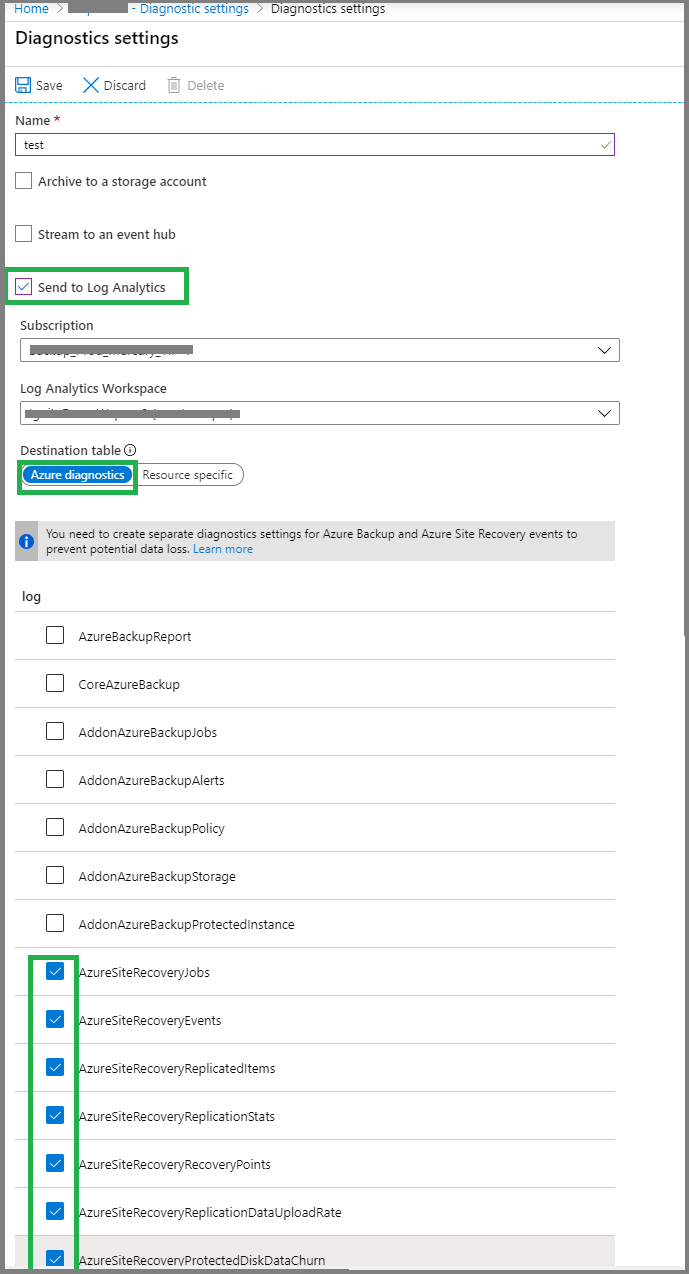 Home > - Diagnostic settings > Diagnostics settings
Diagnostics settings
Save Discard Delete
Name *
test
Archive to a storage account
Stream to an event hub
Send to Log Analytics
Subscription
Log Analytics Workspace
Destination table
Azure diagnostics Resource specific
You need to create separate diagnostics settings for Azure Backup and Azure Site Recovery events to
prevent potential data loss. Learn more
log
AzureBackupReport
CoreAzureBackup
AddonAzureBackupJobs
AddonAzureBackupAlerts
AddonAzureBackupPolicy
AddonAzureBackupStorage
AddonAzureBackupProtectedInstance
AzureSiteRecoveryJobs
AzureSiteRecoveryEvents
AzureSiteRecoveryReplicatedItems
AzureSiteRecoveryReplicationStats
AzureSiteRecoveryRecoveryPoints
AzureSiteRecoveryReplicationDataUploadRate
AzureSiteRecoveryProtectedDiskDataChurn